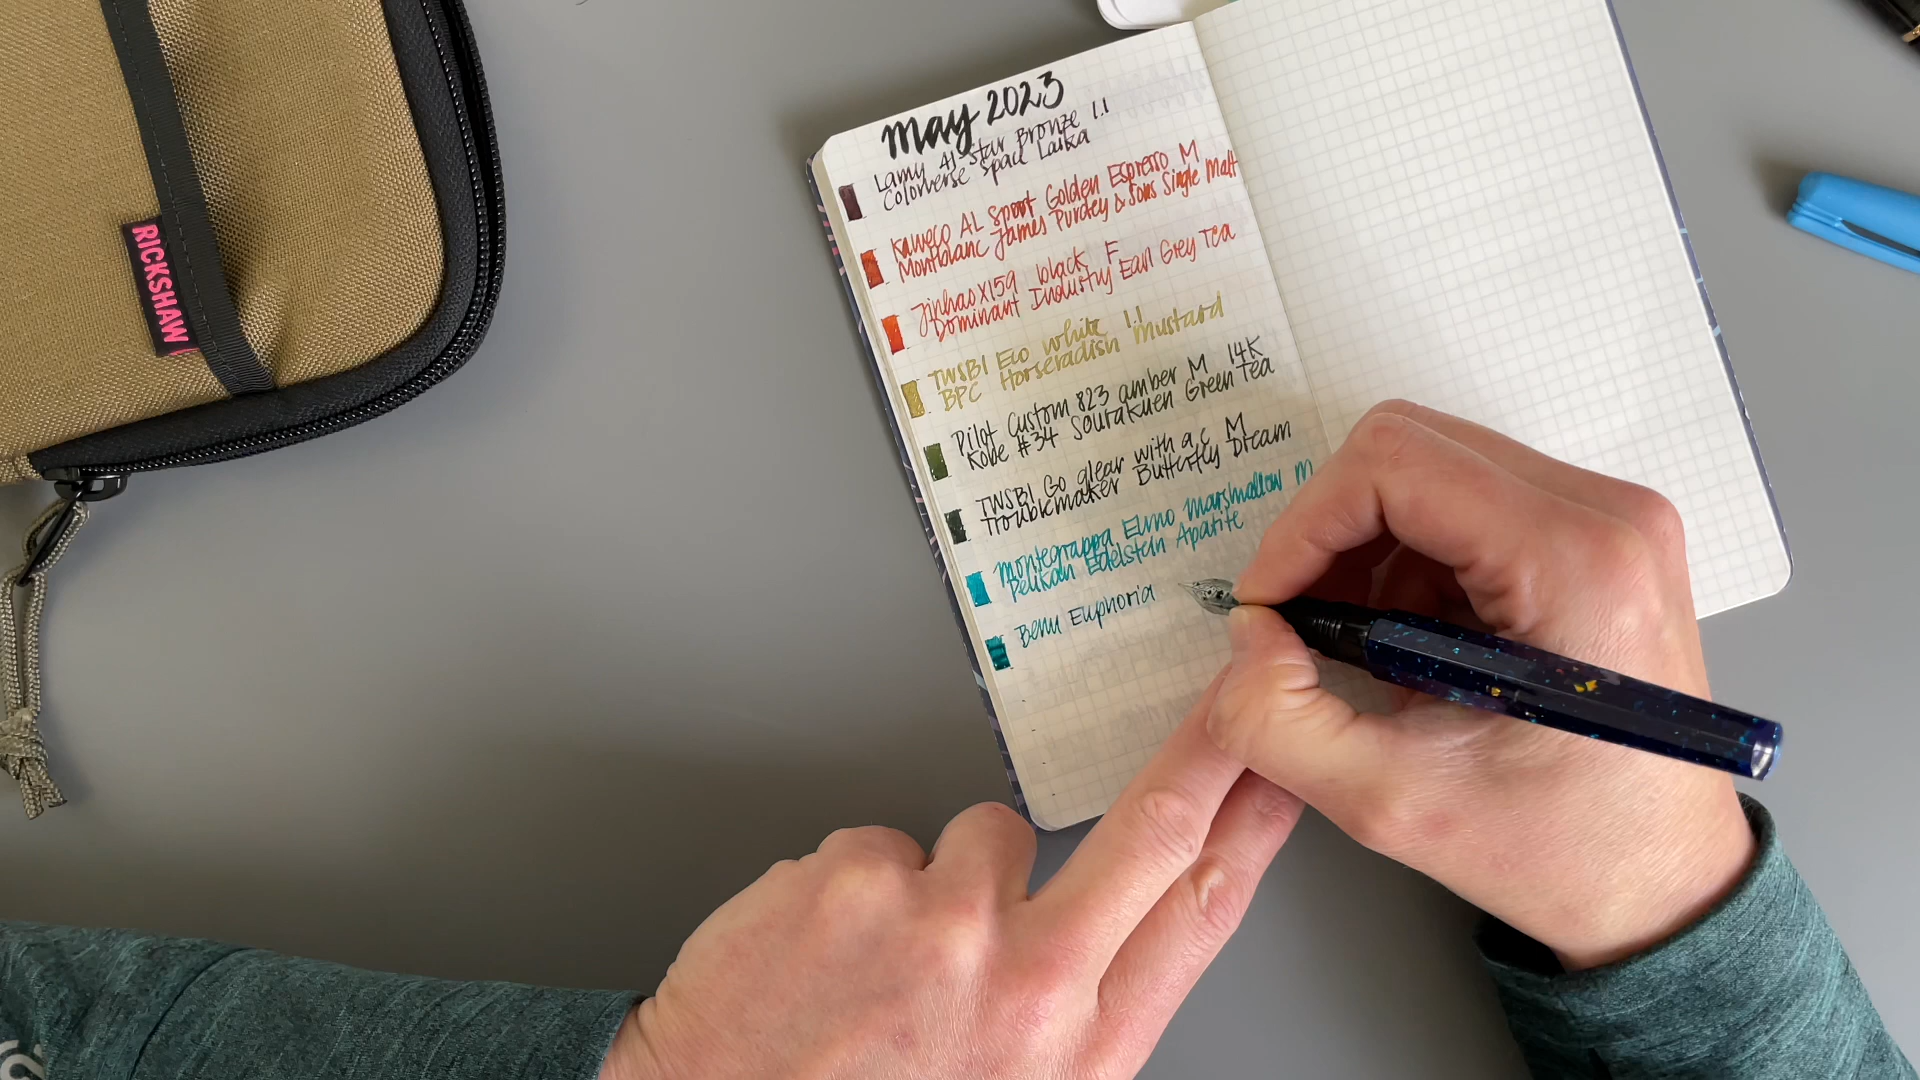 RICKSHAW
May 2023
Lamy Al-Star Bronze 1.1
Colorverse Space Laika
Kaweco AL Sport Golden Espresso M
Montblanc James Purdey & Sons Single Malt
Jinhao X159 black F
Dominant Industry Earl Grey Tea
TWSBI Eco white 1.1
BPC Horseradish Mustard
Pilot Custom 823 amber M 14K
Kobe #34 Sourakuen Green Tea
TWSBI Go glear with a c M
Troublemaker Butterfly Dream
Montegrappa Elmo Marshmallow M
Pelikan Edelstein Apatite
Benu Euphoria